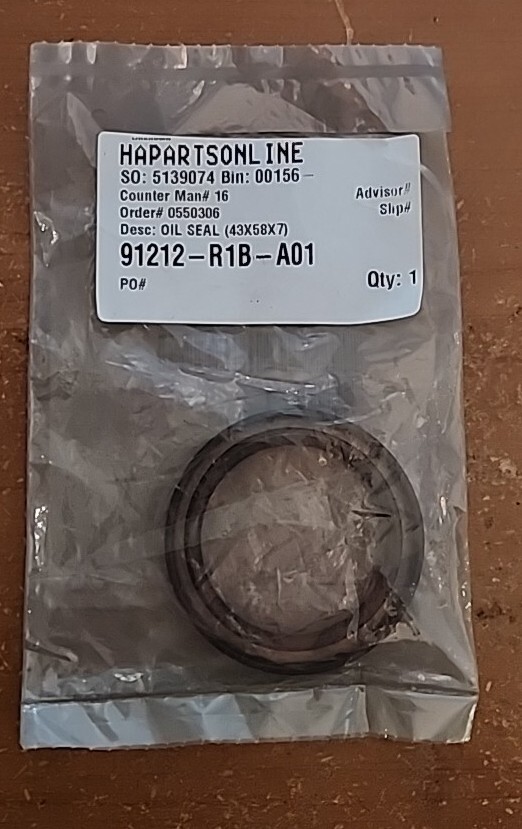 HAPARTSONLINE
SO: 5139074 Bin: 00156-
Counter Man# 16 Advisor#
Order# 0550306 Slip#
Desc: OIL SEAL (43X58X7)
91212-R1B-A01
PO# Qty: 1